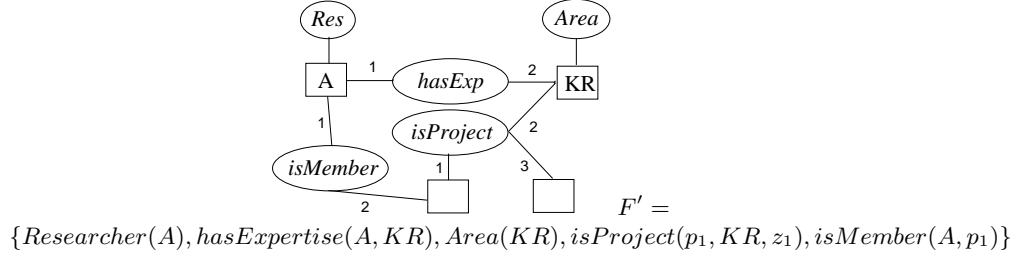 Res
Area
A
1
hasExp
2
KR
1
isProject
2
isMember
1
3
2
F′ =
{Researcher(A), hasExpertise(A, KR), Area(KR), isProject(p₁, KR, z₁), isMember(A, p₁)}